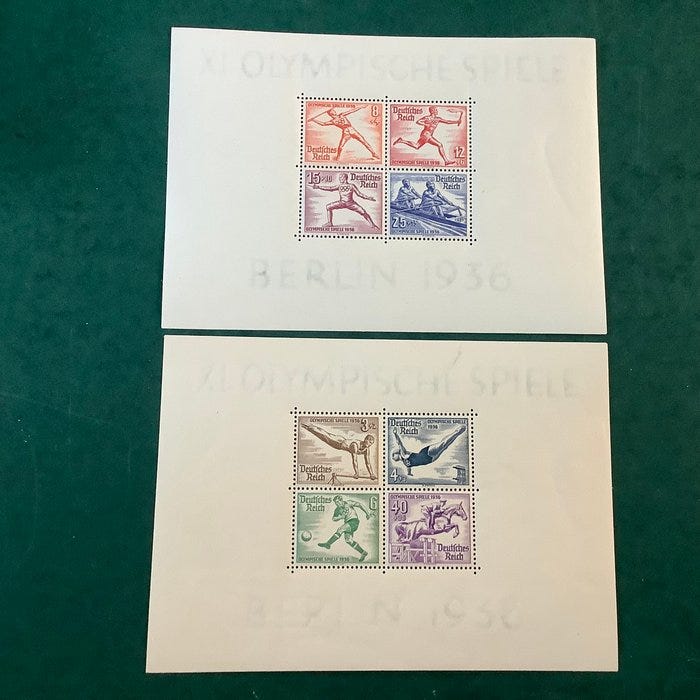 XI OLYMPISCHE SPIELE
OLYMPISCHE SPIELE 1936
8
Deutsches
Reich
Deutsches
Reich
OLYMPISCHE SPIELE 1936
12
15+10
Deutsches
Reich
OLYMPISCHE SPIELE 1936
Deutsches
Reich
25
OLYMPISCHE SPIELE 1936
BERLIN 1936
XI OLYMPISCHE SPIELE
OLYMPISCHE SPIELE 1936
3
Deutsches
Reich
Deutsches
Reich
OLYMPISCHE SPIELE
1936
4
Deutsches
Reich
6
OLYMPISCHE SPIELE 1936
OLYMPISCHE SPIELE 1936
40
Deutsches
Reich
BERLIN 1936